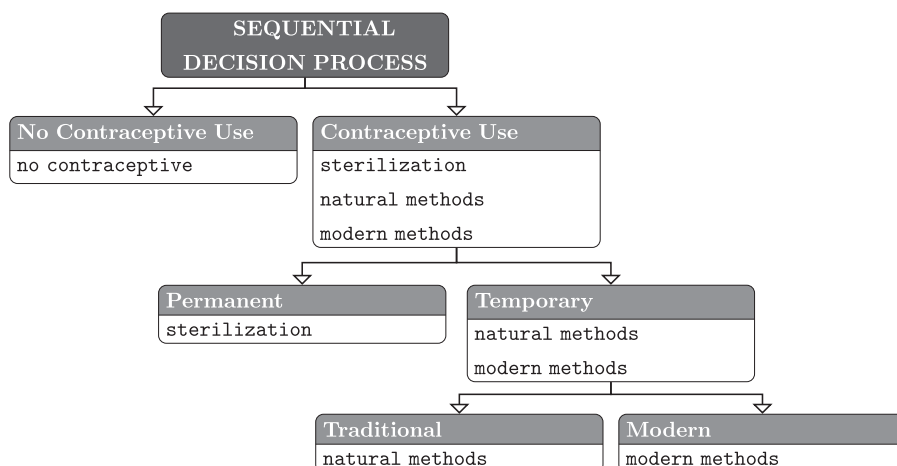 SEQUENTIAL
DECISION PROCESS
No Contraceptive Use
no contraceptive
Contraceptive Use
sterilization
natural methods
modern methods
Permanent
sterilization
Temporary
natural methods
modern methods
Traditional
natural methods
Modern
modern methods